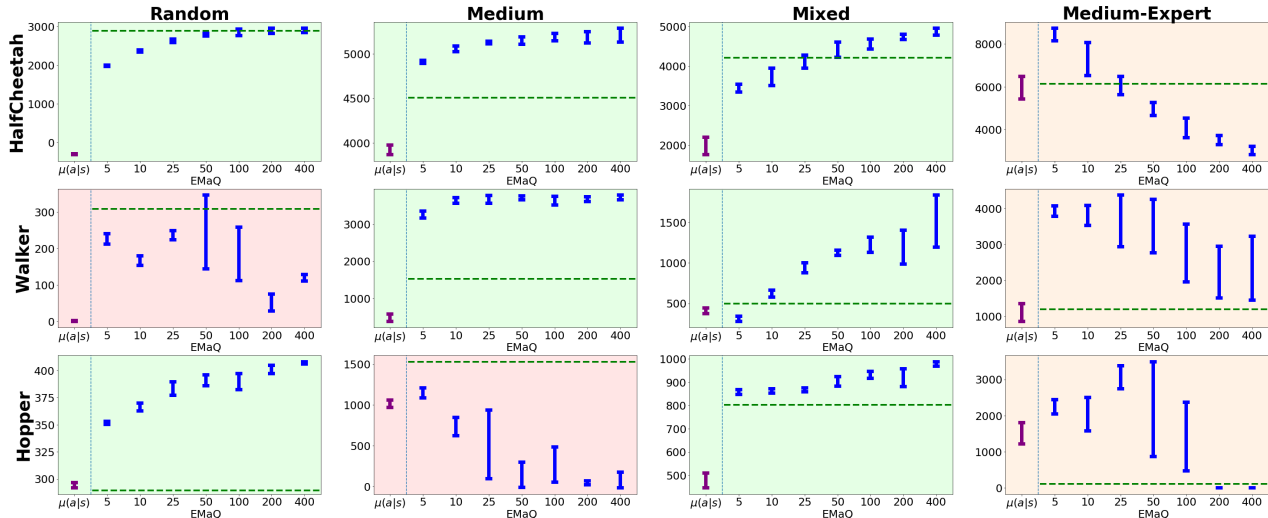 Random Medium Mixed Medium-Expert
HalfCheetah
3000
2000
1000
0
μ(a|s) 5 10 25 50 100 200 400
EMaQ
5000
4500
4000
μ(a|s) 5 10 25 50 100 200 400
EMaQ
5000
4000
3000
2000
μ(a|s) 5 10 25 50 100 200 400
EMaQ
8000
6000
4000
μ(a|s) 5 10 25 50 100 200 400
EMaQ
Walker
300
200
100
0
μ(a|s) 5 10 25 50 100 200 400
EMaQ
3000
2000
1000
μ(a|s) 5 10 25 50 100 200 400
EMaQ
1500
1000
500
μ(a|s) 5 10 25 50 100 200 400
EMaQ
4000
3000
2000
1000
μ(a|s) 5 10 25 50 100 200 400
EMaQ
Hopper
400
375
350
325
300
μ(a|s) 5 10 25 50 100 200 400
EMaQ
1500
1000
500
0
μ(a|s) 5 10 25 50 100 200 400
EMaQ
1000
900
800
700
600
500
μ(a|s) 5 10 25 50 100 200 400
EMaQ
3000
2000
1000
0
μ(a|s) 5 10 25 50 100 200 400
EMaQ